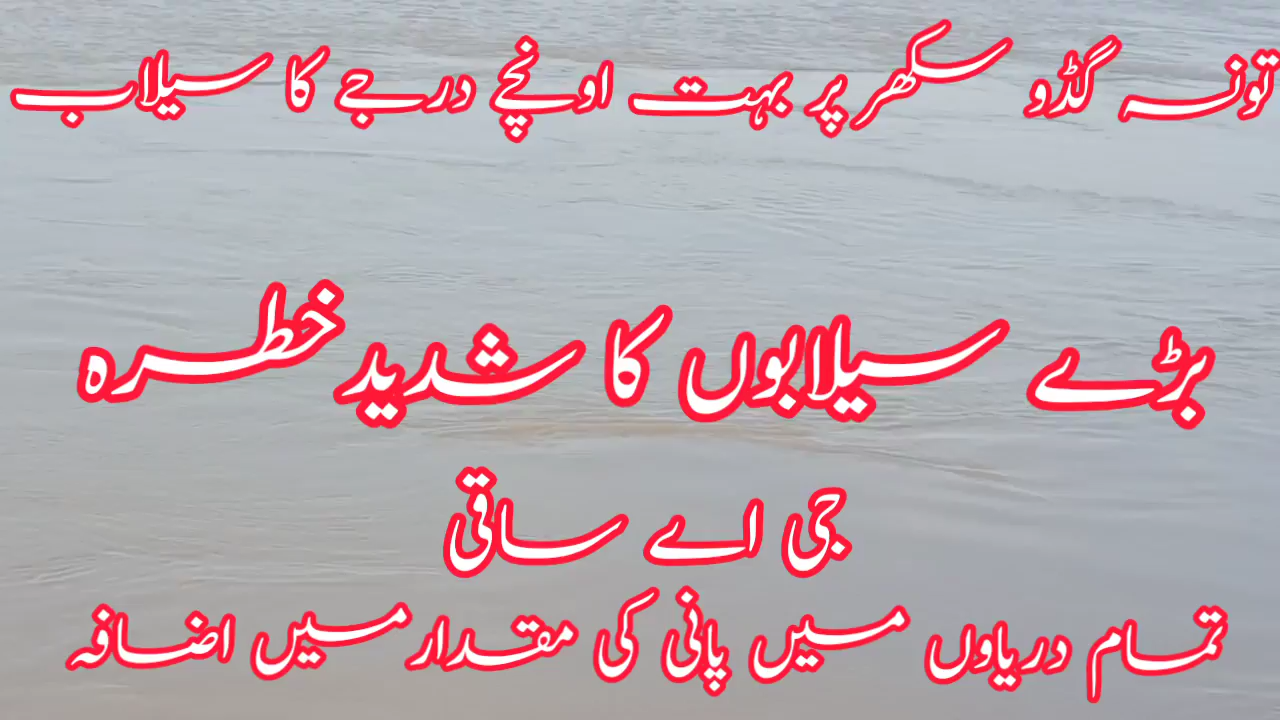 تونسہ گڈو سکھر پر بہت اونچے درجے کا سیلاب
بڑے سیلابوں کا شدید خطرہ
جی اے ساقی
تمام دریاوں میں پانی کی مقدار میں اضافہ